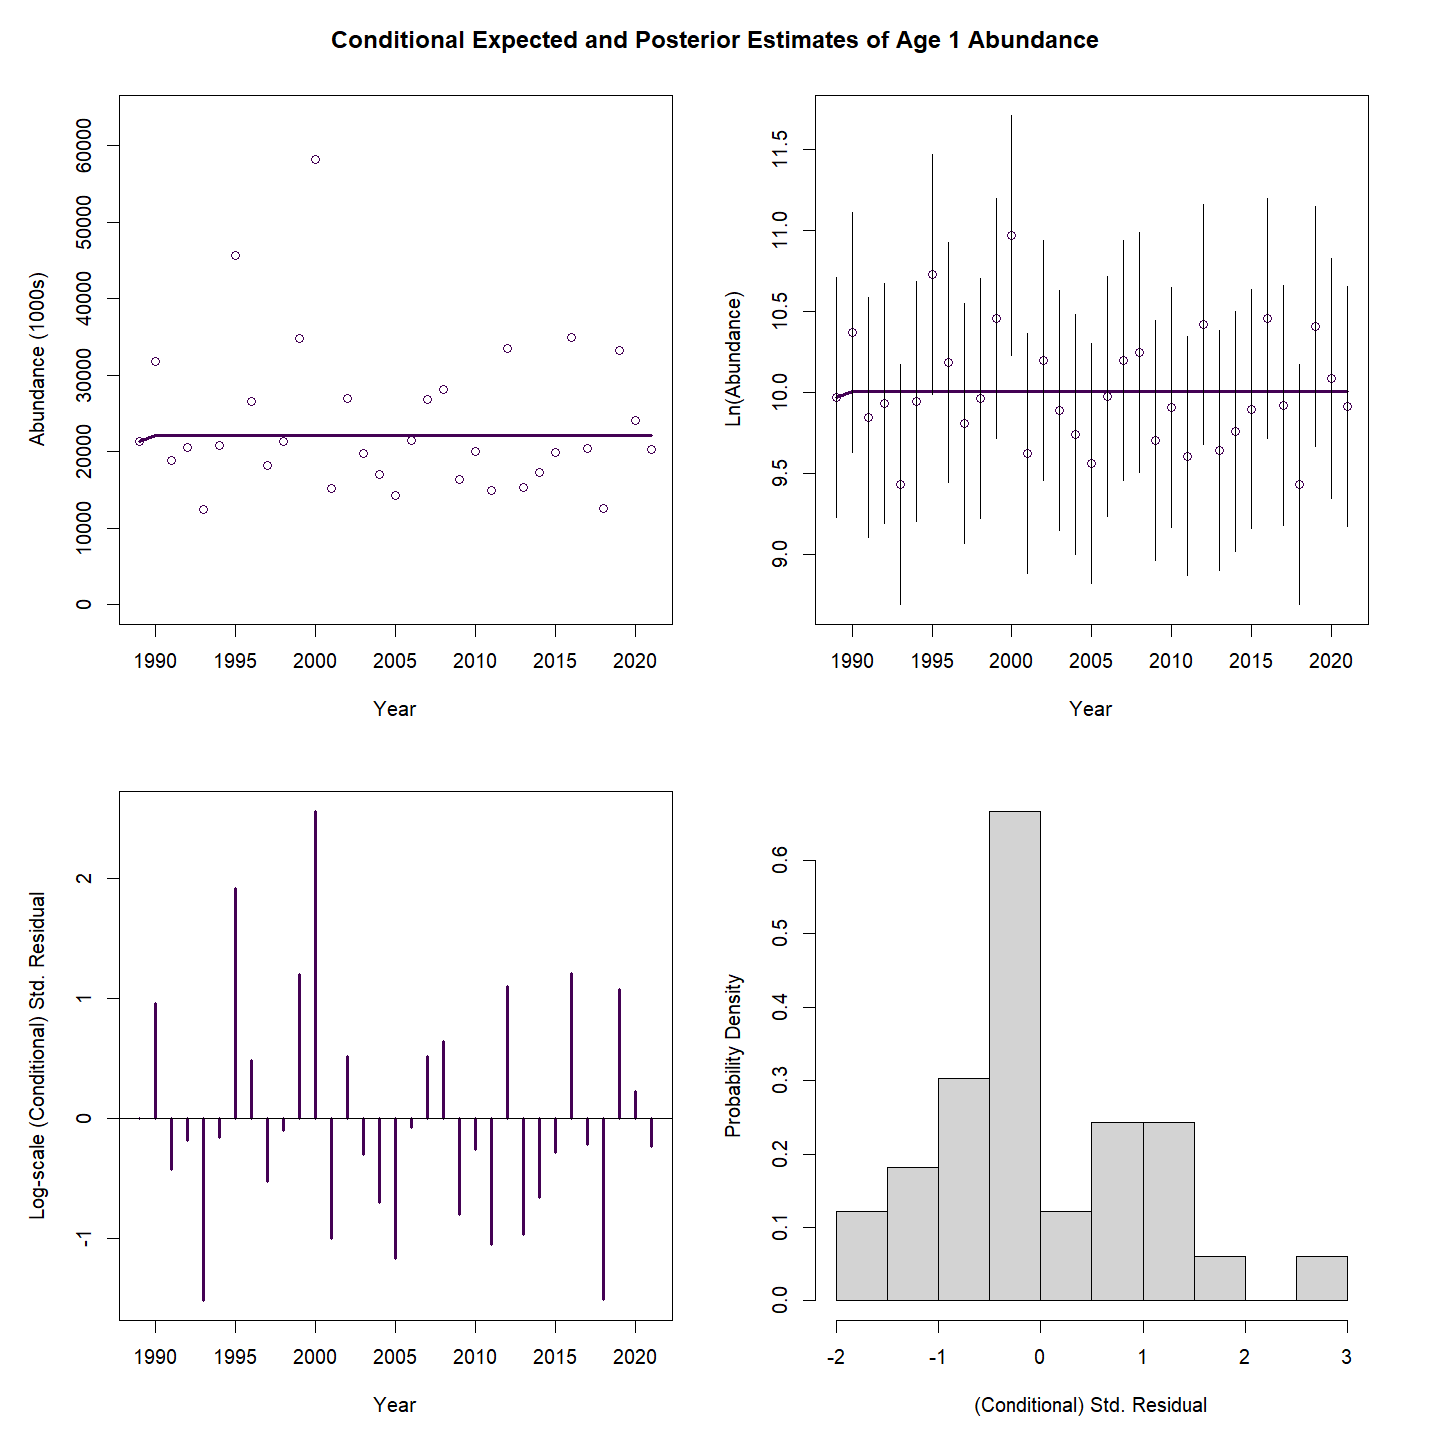 Conditional Expected and Posterior Estimates of Age 1 Abundance
Abundance (1000s)
60000
50000
40000
30000
20000
10000
0
1990 1995 2000 2005 2010 2015 2020
Year
Ln(Abundance)
11.5
11.0
10.5
10.0
9.5
9.0
1990 1995 2000 2005 2010 2015 2020
Year
Log-scale (Conditional) Std. Residual
2
1
0
-1
1990 1995 2000 2005 2010 2015 2020
Year
Probability Density
0.6
0.5
0.4
0.3
0.2
0.1
0.0
-2 -1 0 1 2 3
(Conditional) Std. Residual